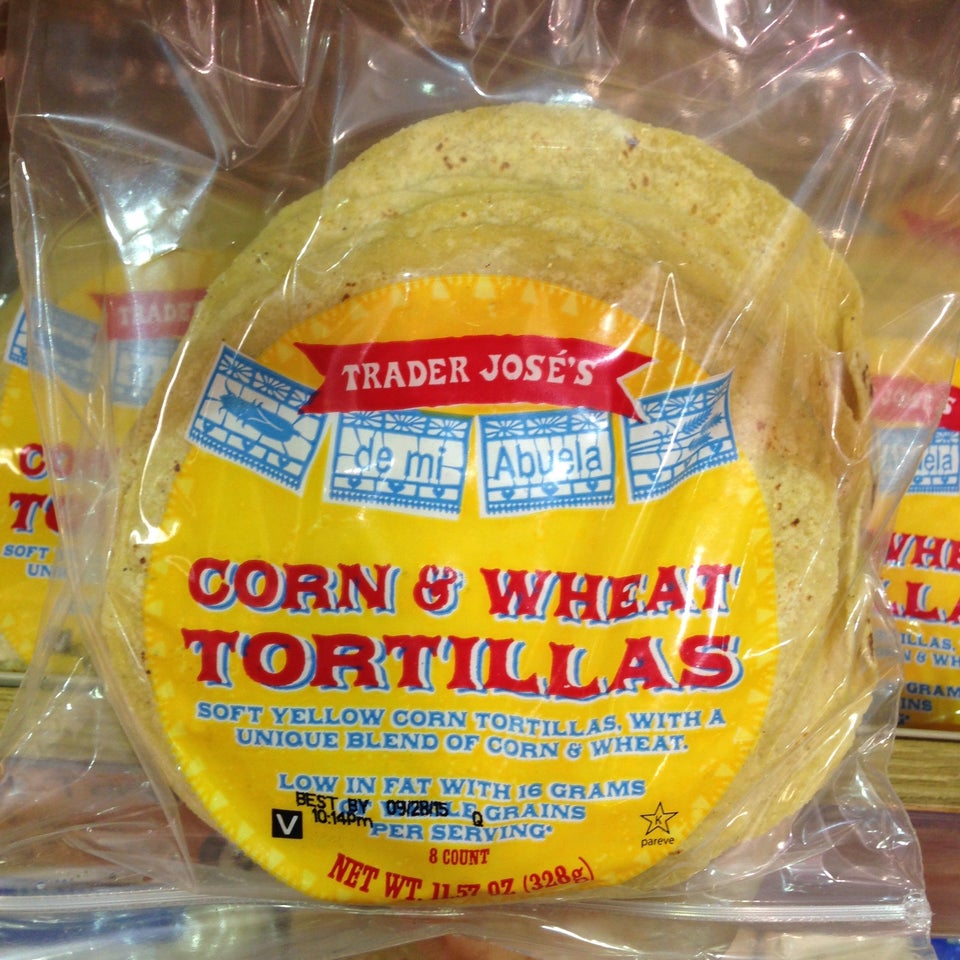 TRADER JOSÉ'S
de mi Abuela
CORN & WHEAT
TORTILLAS
SOFT YELLOW CORN TORTILLAS, WITH A
UNIQUE BLEND OF CORN & WHEAT.
LOW IN FAT WITH 16 GRAMS
GRAINS
PER SERVING*
BEST BY 09/28/15 Q
10:14Pm
V
K
pareve
8 COUNT
NET WT. 11.57 OZ (328g)